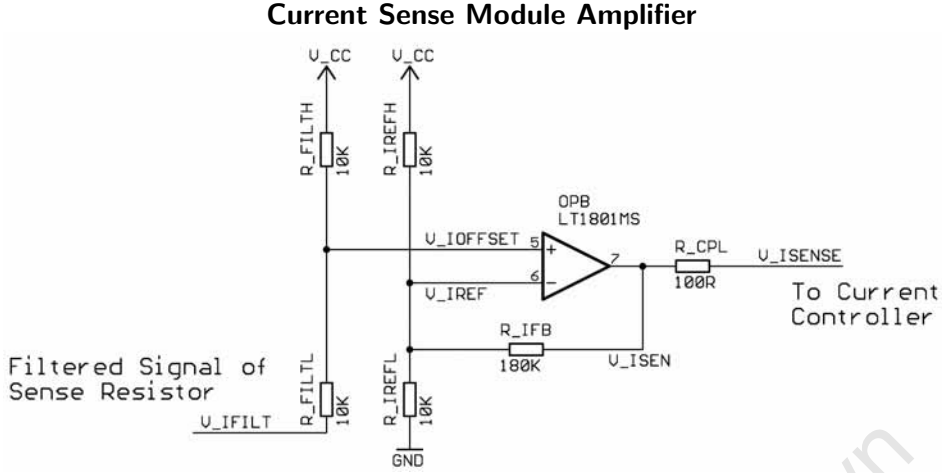 Current Sense Module Amplifier
V_CC
V_CC
R_FILTH
10K
R_IREFH
10K
OPB
LT1801MS
V_IOFFSET
5
+
7
R_CPL
100R
V_ISENSE
6
−
V_IREF
To Current
Controller
R_IFB
180K
V_ISEN
Filtered Signal of
Sense Resistor
V_IFILT
R_FILTL
10K
R_IREFL
10K
GND
wn